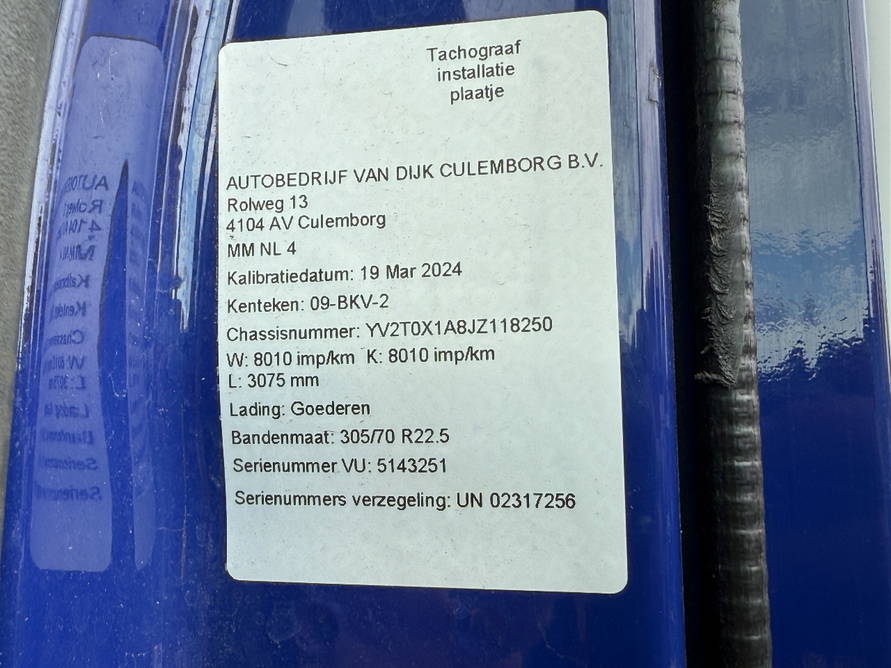 Tachograaf
installatie
plaatje
AUTOBEDRIJF VAN DIJK CULEMBORG B.V.
Rolweg 13
4104 AV Culemborg
MM NL 4
Kalibratiedatum: 19 Mar 2024
Kenteken: 09-BKV-2
Chassisnummer: YV2T0X1A8JZ118250
W: 8010 imp/km K: 8010 imp/km
L: 3075 mm
Lading: Goederen
Bandenmaat: 305/70 R22.5
Serienummer VU: 5143251
Serienummers verzegeling: UN 02317256